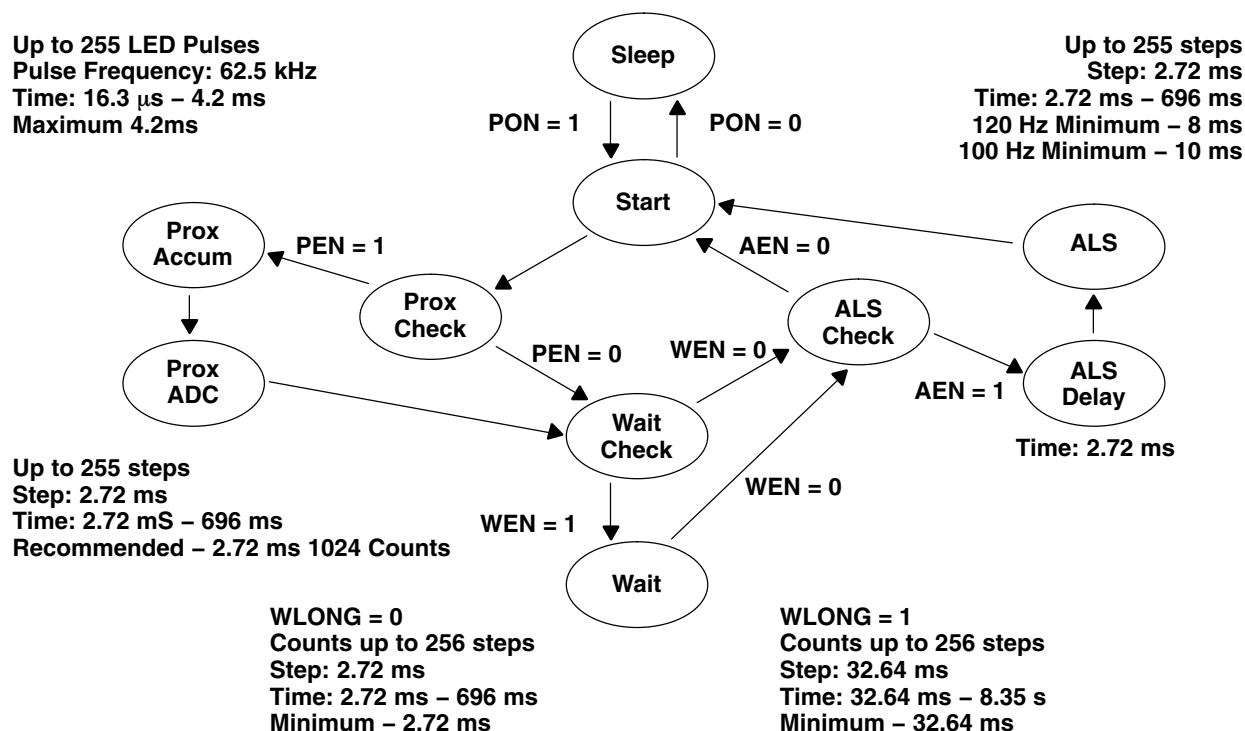 Up to 255 LED Pulses
Pulse Frequency: 62.5 kHz
Time: 16.3 μs – 4.2 ms
Maximum 4.2ms
Sleep
Up to 255 steps
Step: 2.72 ms
Time: 2.72 ms – 696 ms
120 Hz Minimum – 8 ms
100 Hz Minimum – 10 ms
PON = 1
PON = 0
Start
Prox
Accum
PEN = 1
AEN = 0
ALS
Prox
Check
ALS
Check
PEN = 0
WEN = 0
Prox
ADC
AEN = 1
ALS
Delay
Wait
Check
Time: 2.72 ms
Up to 255 steps
Step: 2.72 ms
Time: 2.72 mS – 696 ms
Recommended – 2.72 ms 1024 Counts
WEN = 0
WEN = 1
Wait
WLONG = 0
Counts up to 256 steps
Step: 2.72 ms
Time: 2.72 ms – 696 ms
Minimum – 2.72 ms
WLONG = 1
Counts up to 256 steps
Step: 32.64 ms
Time: 32.64 ms – 8.35 s
Minimum – 32.64 ms